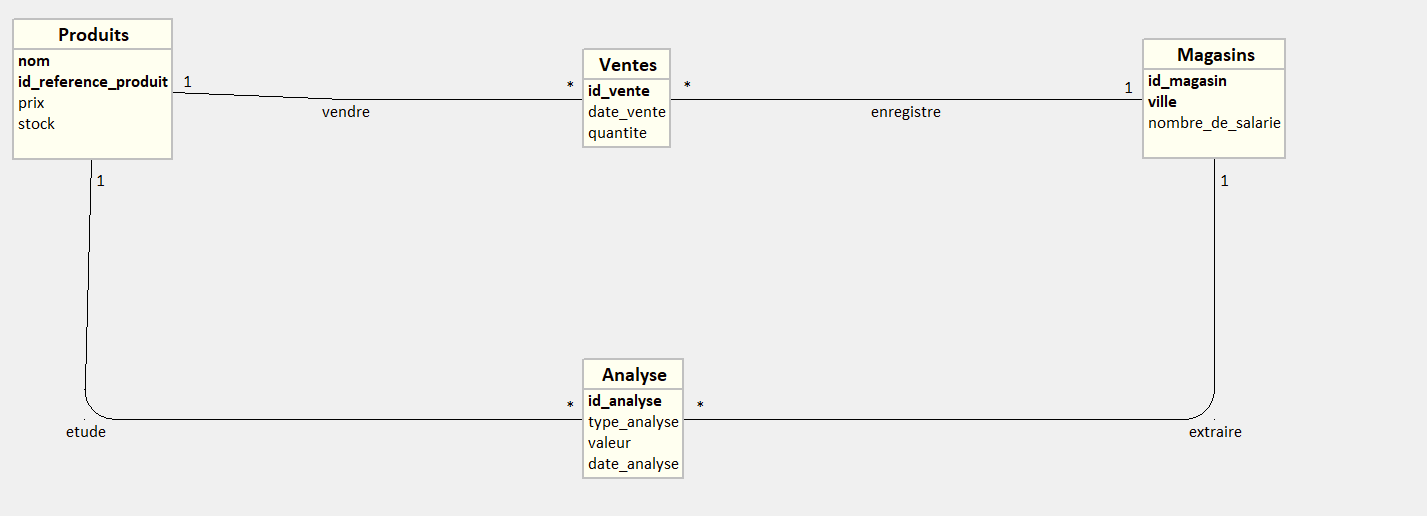 Produits
nom
id_reference_produit
prix
stock
1
vendre
*
Ventes
id_vente
date_vente
quantite
*
enregistre
1
Magasins
id_magasin
ville
nombre_de_salarie
1
1
etude
*
Analyse
id_analyse
type_analyse
valeur
date_analyse
*
extraire